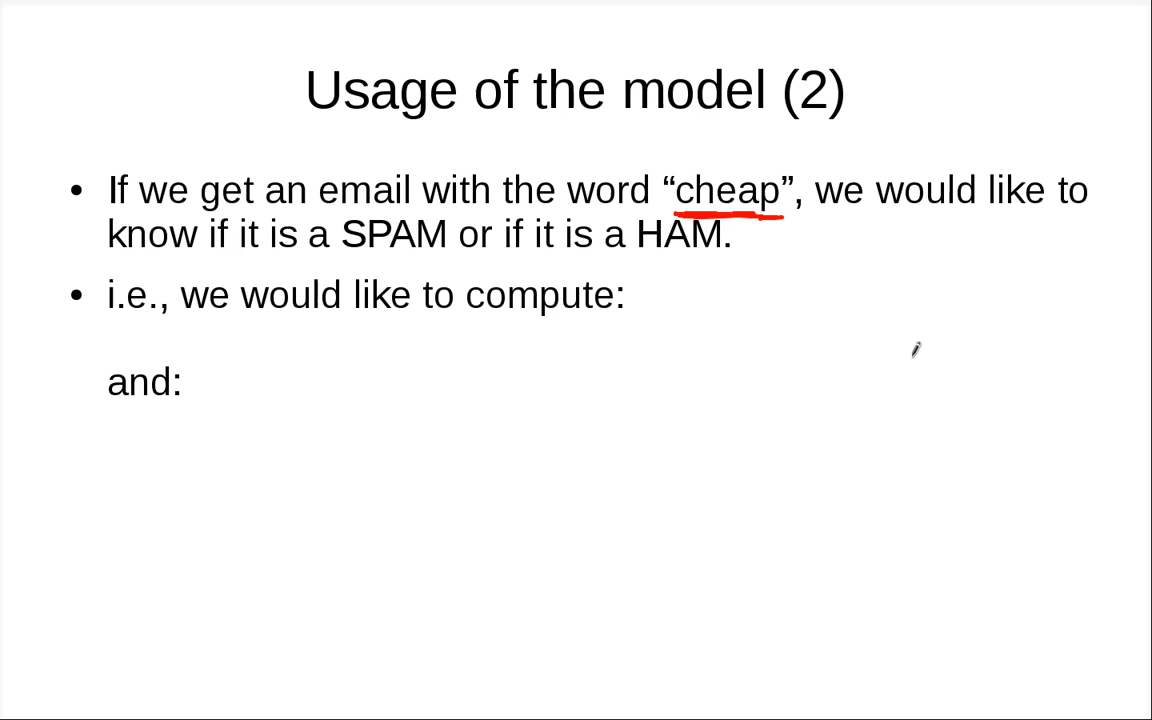 Usage of the model (2)
• If we get an email with the word “cheap”, we would like to
know if it is a SPAM or if it is a HAM.
• i.e., we would like to compute:
and: